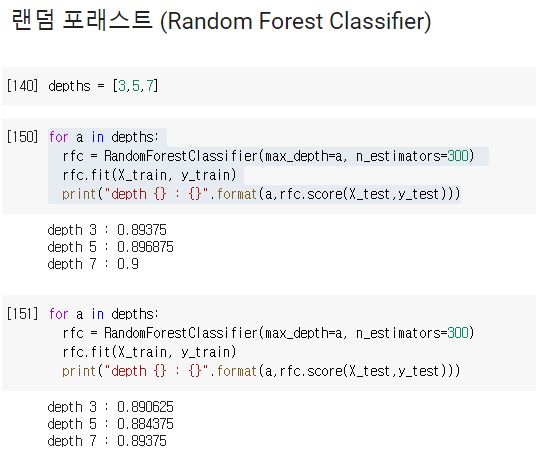 랜덤 포래스트 (Random Forest Classifier)
[140] depths = [3,5,7]
[150] for a in depths:
rfc = RandomForestClassifier(max_depth=a, n_estimators=300)
rfc.fit(X_train, y_train)
print("depth {} : {}".format(a,rfc.score(X_test,y_test)))
depth 3 : 0.89375
depth 5 : 0.896875
depth 7 : 0.9
[151] for a in depths:
rfc = RandomForestClassifier(max_depth=a, n_estimators=300)
rfc.fit(X_train, y_train)
print("depth {} : {}".format(a,rfc.score(X_test,y_test)))
depth 3 : 0.890625
depth 5 : 0.884375
depth 7 : 0.89375